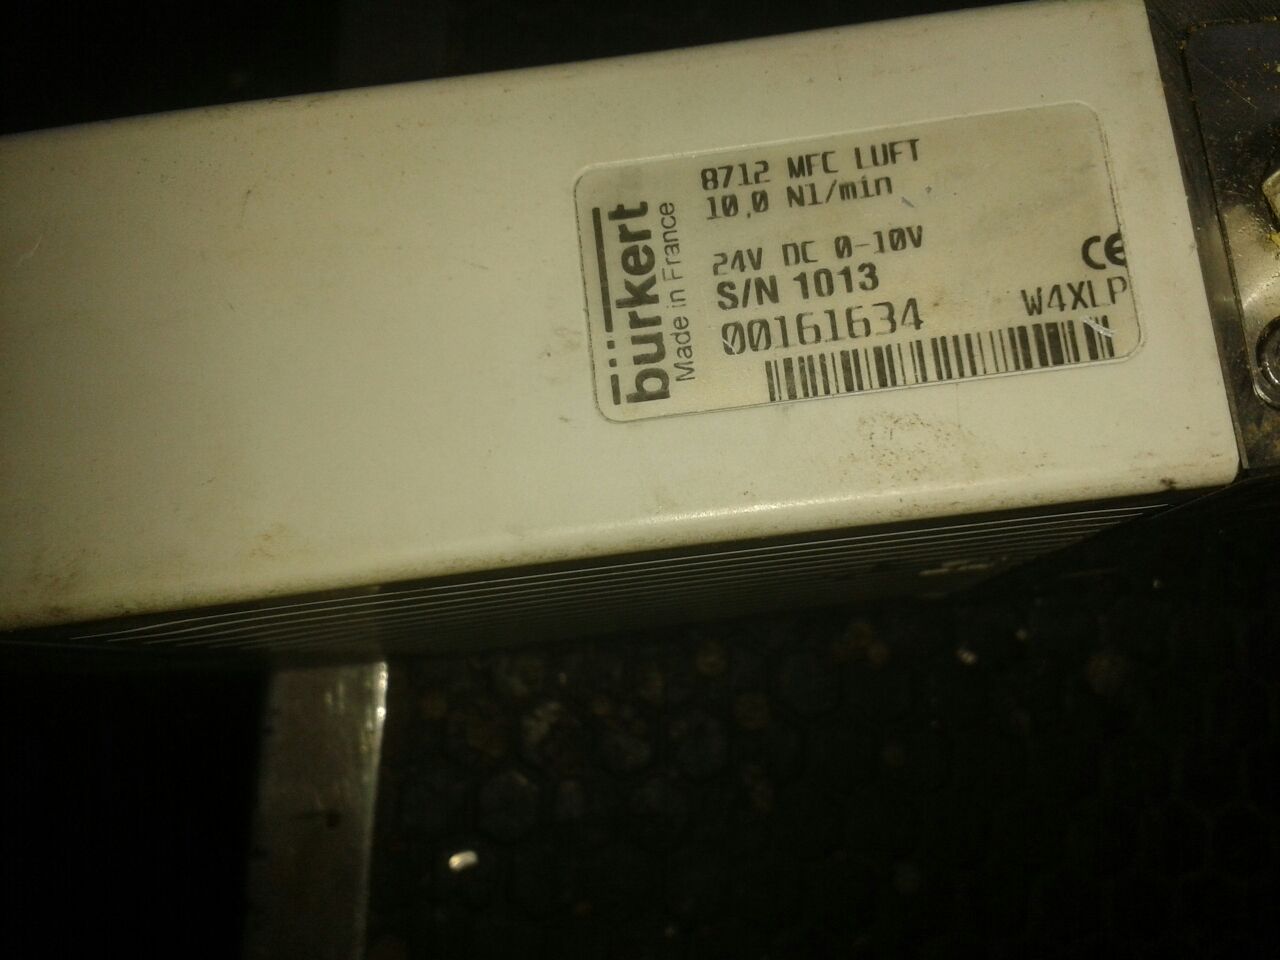 bürkert
Made in France
8712 MFC LUFT
10,0 Nl/min
24V DC 0-10V
S/N 1013
CE
00161634
W4XLP